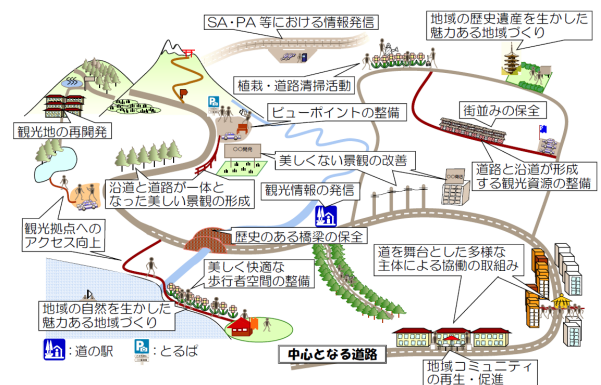 SA・PA 等における情報発信
地域の歴史遺産を生かした
魅力ある地域づくり
植栽・道路清掃活動
街並みの保全
ビューポイントの整備
観光地の再開発
〇〇開発
美しくない景観の改善
道路と沿道が形成
する観光資源の整備
沿道と道路が一体と
なった美しい景観の形成
観光情報の発信
観光拠点への
アクセス向上
歴史のある橋梁の保全
道を舞台とした多様な
主体による協働の取組み
美しく快適な
歩行者空間の整備
地域の自然を生かした
魅力ある地域づくり
:道の駅
:とるぱ
中心となる道路
地域コミュニティ
の再生・促進